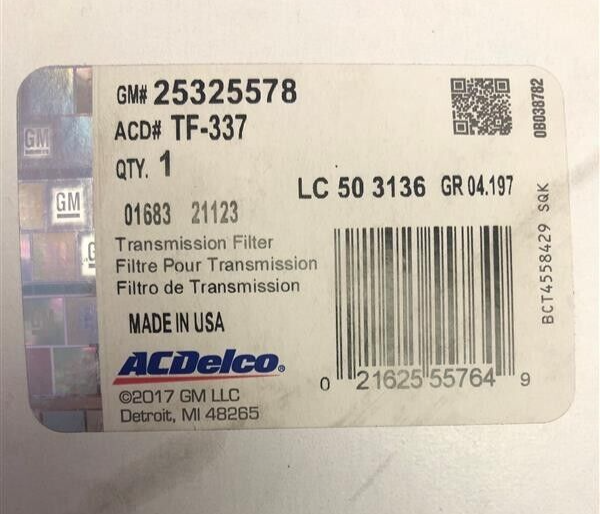 GM# 25325578
ACD# TF-337
QTY. 1
LC 50 3136 GR 04.197
01683 21123
Transmission Filter
Filtre Pour Transmission
Filtro de Transmission
MADE IN USA
ACDelco®
©2017 GM LLC
Detroit, MI 48265
0 21625 55764 9
0B038782
BCT4558429 SQK
GM
GM